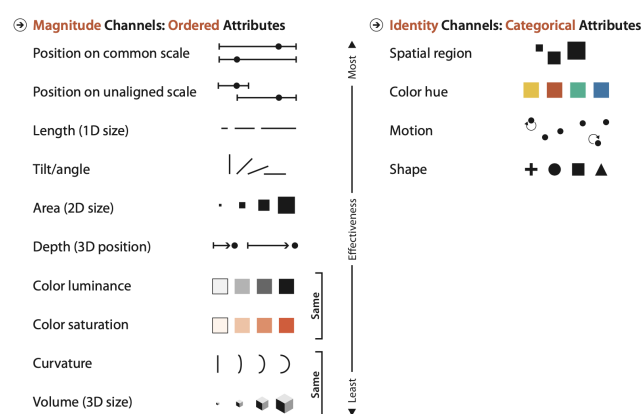 Magnitude Channels: Ordered Attributes
Position on common scale
Position on unaligned scale
Length (1D size)
Tilt/angle
Area (2D size)
Depth (3D position)
Color luminance
Color saturation
Curvature
Volume (3D size)
Same
Same
Most
Effectiveness
Least
Identity Channels: Categorical Attributes
Spatial region
Color hue
Motion
Shape